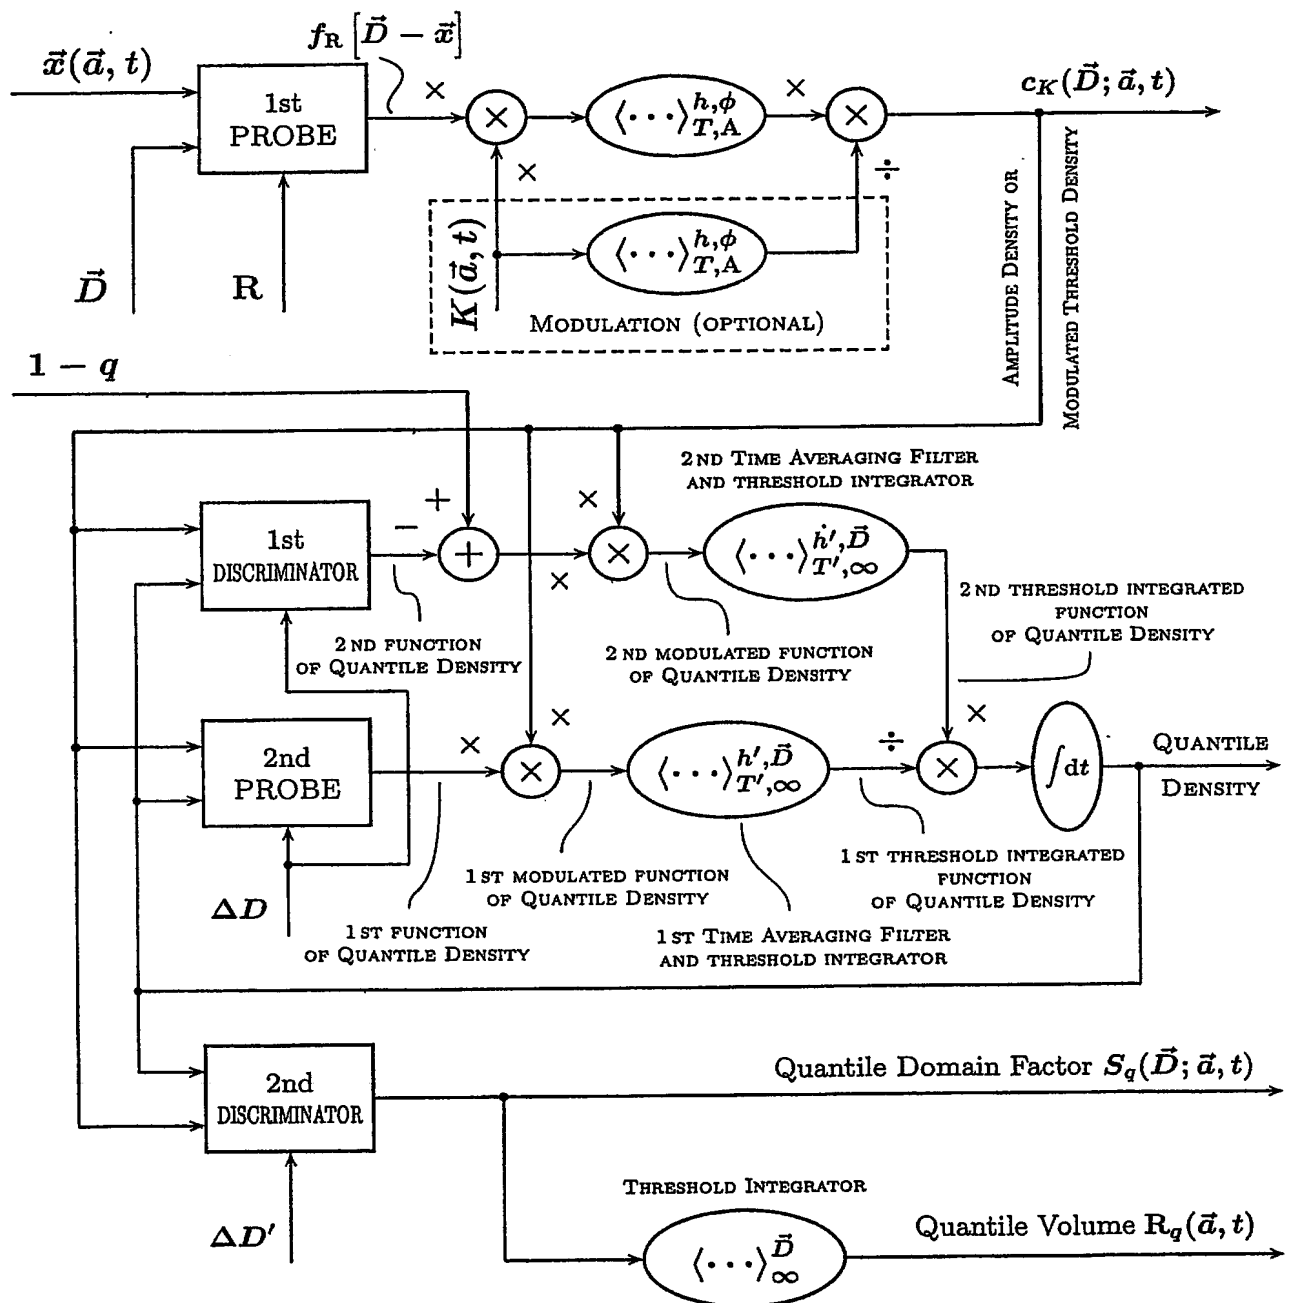 f_R [D⃗ − x⃗]
x⃗(a⃗, t)
1st
PROBE
×
×
⟨· · ·⟩^{h,ϕ}_{T,A}
×
×
c_K(D⃗; a⃗, t)
×
÷
D⃗
R
K(a⃗, t)
⟨· · ·⟩^{h,ϕ}_{T,A}
MODULATION (OPTIONAL)
AMPLITUDE DENSITY OR
MODULATED THRESHOLD DENSITY
1 − q
2ND TIME AVERAGING FILTER
AND THRESHOLD INTEGRATOR
1st
DISCRIMINATOR
−
+
+
×
×
×
⟨· · ·⟩^{ḣ′,D⃗}_{T′,∞}
2ND FUNCTION
OF QUANTILE DENSITY
2ND MODULATED FUNCTION
OF QUANTILE DENSITY
2ND THRESHOLD INTEGRATED
FUNCTION
OF QUANTILE DENSITY
2nd
PROBE
×
×
×
⟨· · ·⟩^{h′,D⃗}_{T′,∞}
÷
×
×
∫dt
QUANTILE
DENSITY
ΔD
1ST FUNCTION
OF QUANTILE DENSITY
1ST MODULATED FUNCTION
OF QUANTILE DENSITY
1ST TIME AVERAGING FILTER
AND THRESHOLD INTEGRATOR
1ST THRESHOLD INTEGRATED
FUNCTION
OF QUANTILE DENSITY
2nd
DISCRIMINATOR
Quantile Domain Factor S_q(D⃗; a⃗, t)
ΔD′
THRESHOLD INTEGRATOR
⟨· · ·⟩^{D⃗}_{∞}
Quantile Volume R_q(a⃗, t)